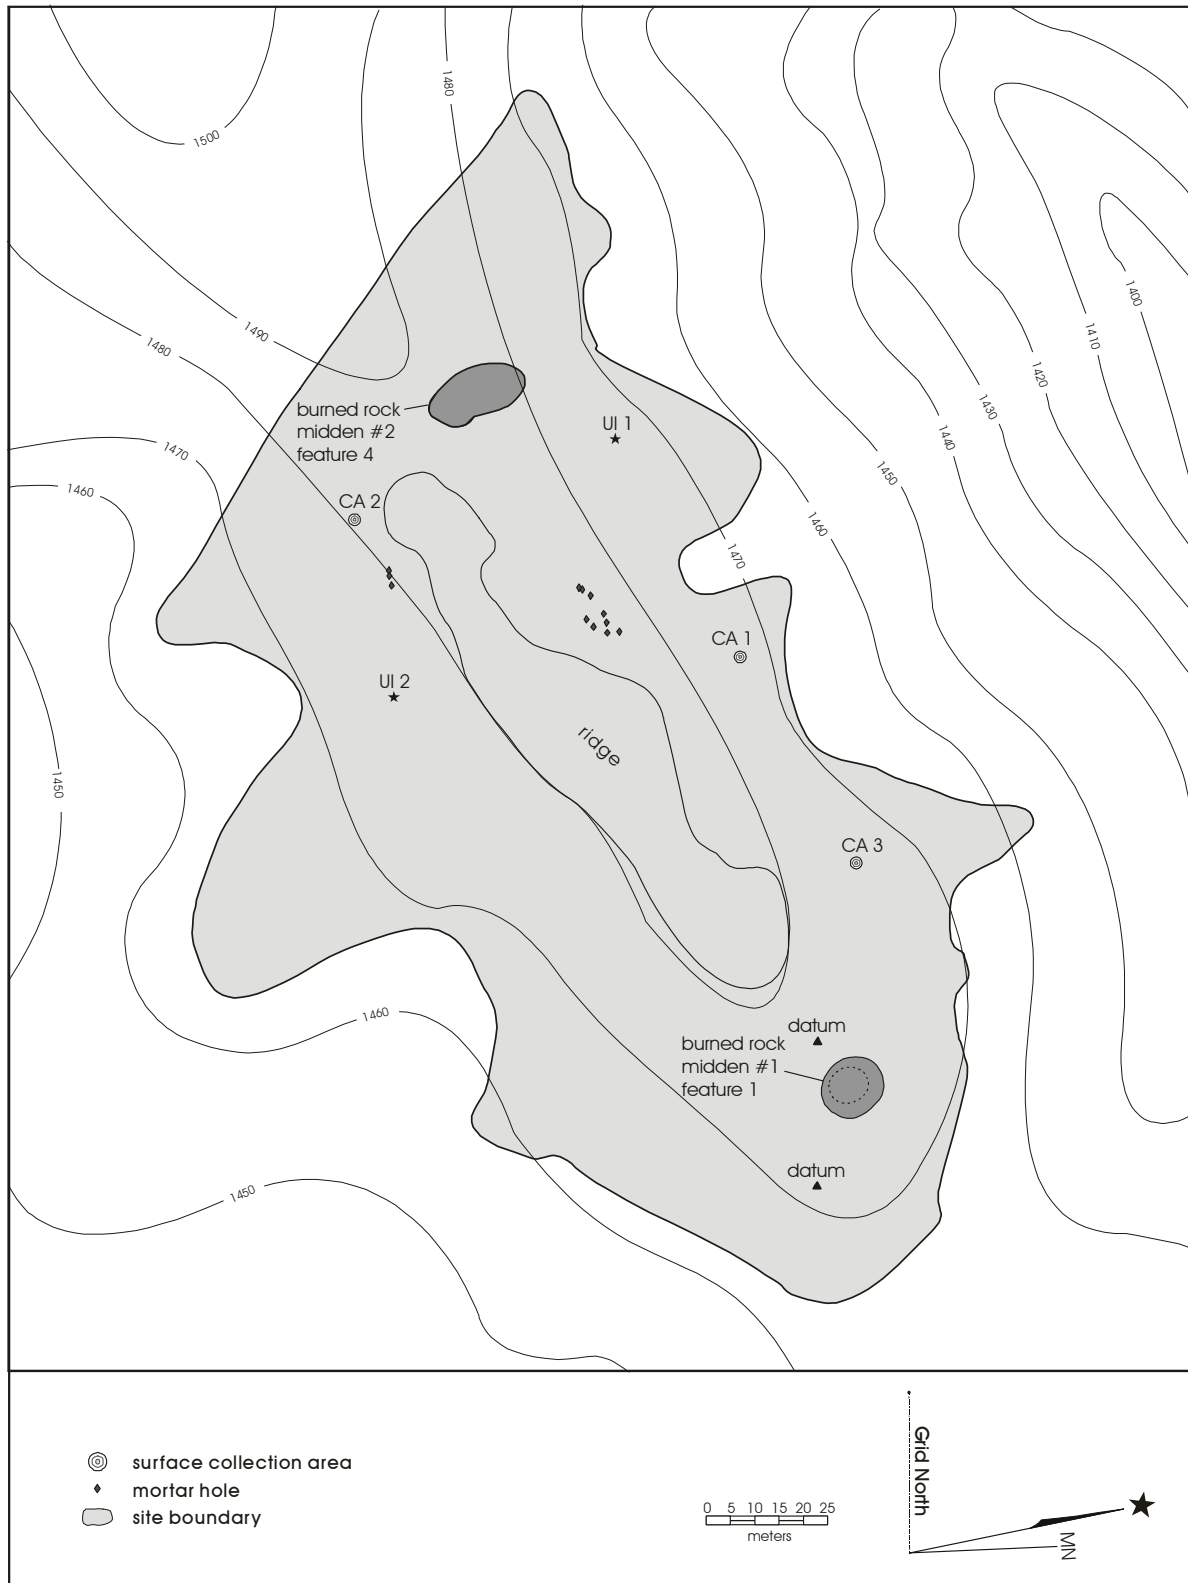 1480
1500
1400
1490
1410
1480
1420
1430
burned rock
midden #2
feature 4
UI 1
1440
1470
1450
1460
CA 2
1460
1470
CA 1
UI 2
ridge
1450
CA 3
1460
datum
burned rock
midden #1
feature 1
datum
1450
surface collection area
mortar hole
site boundary
0 5 10 15 20 25
meters
Grid North
MN